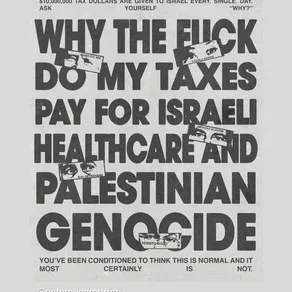 $10,000,000 TAX DOLLARS ARE GIVEN TO ISRAEL EVERY. SINGLE. DAY.
ASK YOURSELF "WHY?"
WHY THE FUCK
DO MY TAXES
PAY FOR ISRAELI
HEALTHCARE AND
PALESTINIAN
GENOCIDE
YOU'VE BEEN CONDITIONED TO THINK THIS IS NORMAL AND IT
MOST CERTAINLY IS NOT.